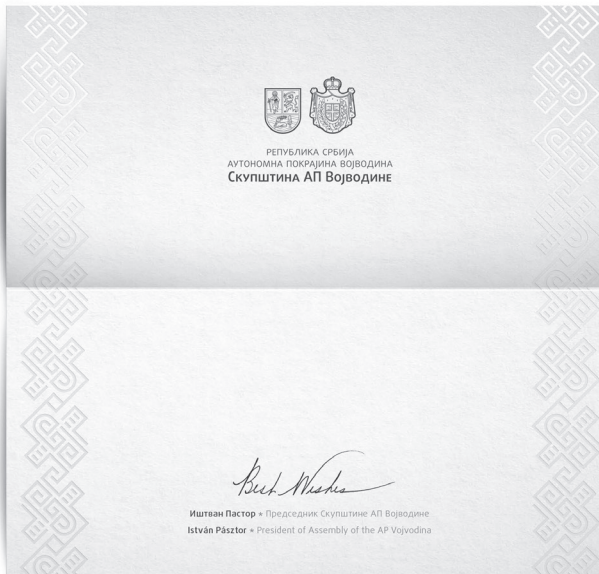 РЕПУБЛИКА СРБИЈА
АУТОНОМНА ПОКРАЈИНА ВОЈВОДИНА
Скупштина АП Војводине
Best Wishes
Иштван Пастор • Председник Скупштине АП Војводине
István Pásztor • President of Assembly of the AP Vojvodina